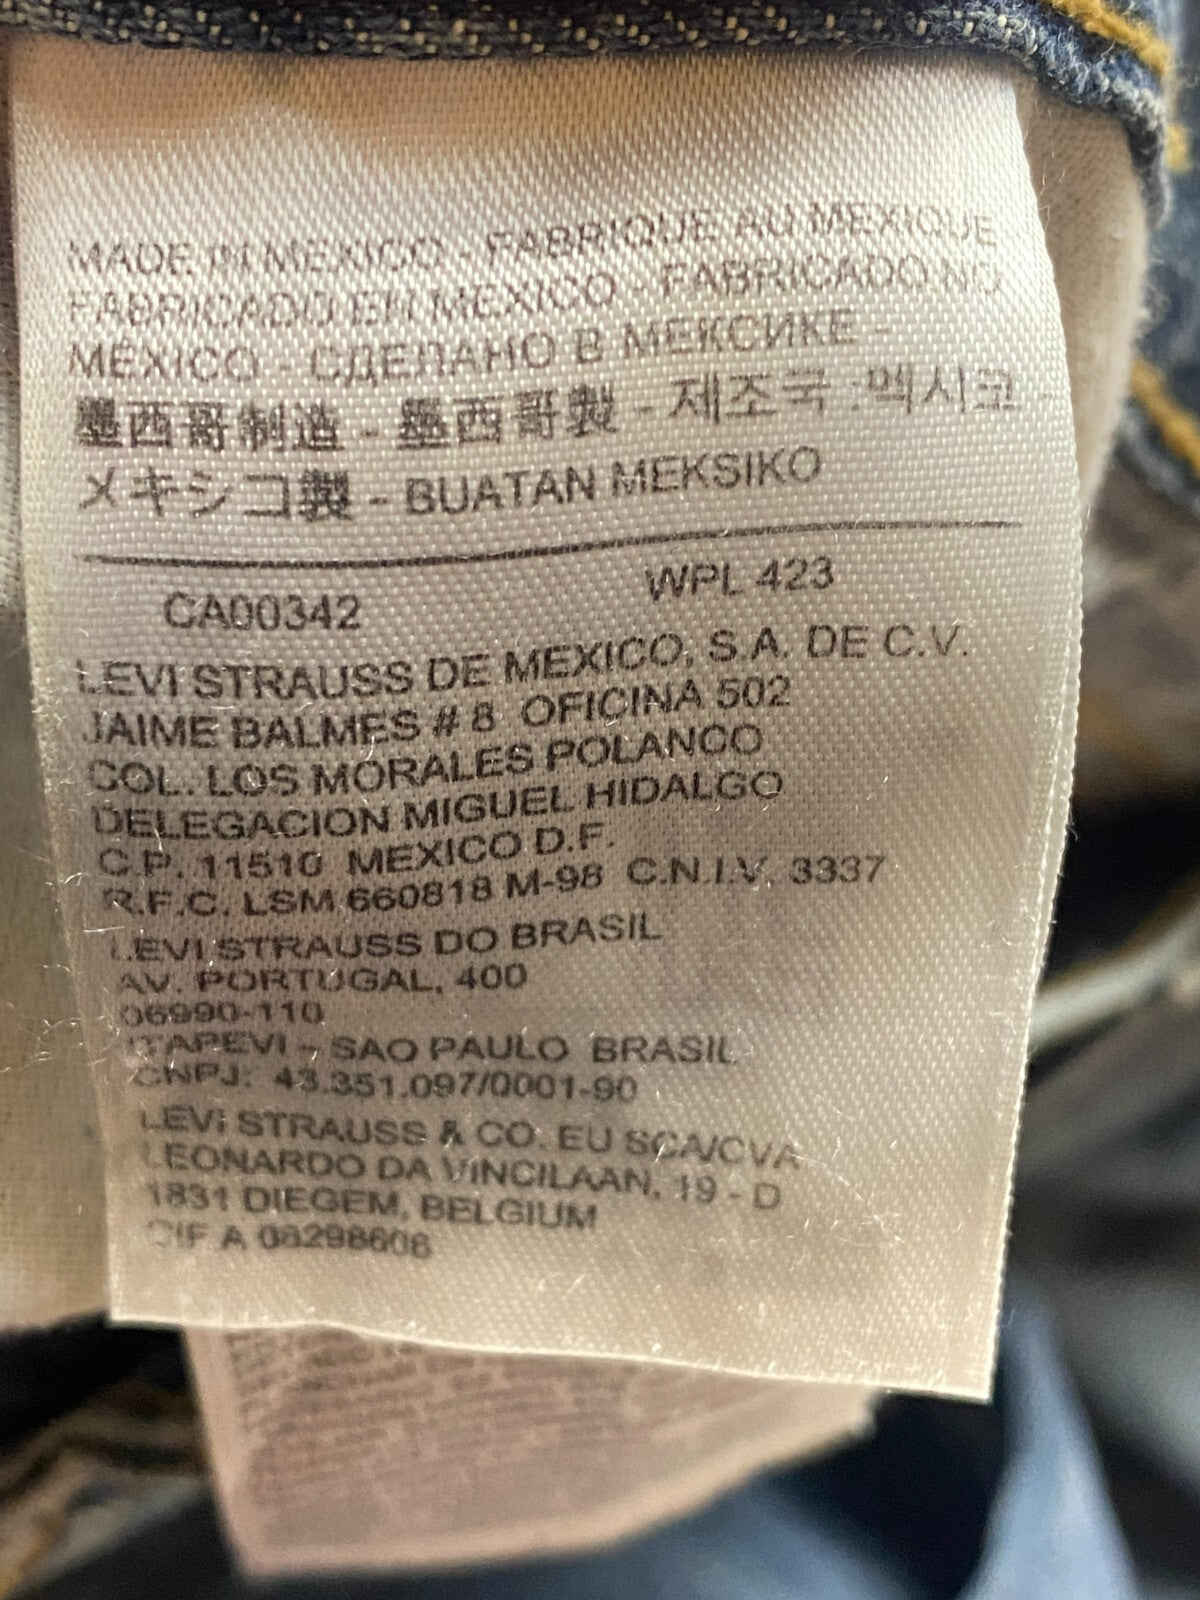 MADE IN MEXICO - FABRIQUE AU MEXIQUE
FABRICADO EN MEXICO - FABRICADO NO
MEXICO - СДЕЛАНО В МЕКСИКЕ -
墨西哥制造 - 墨西哥製 - 제조국 : 멕시코
メキシコ製 - BUATAN MEKSIKO
CA00342 WPL 423
LEVI STRAUSS DE MEXICO, S.A. DE C.V.
JAIME BALMES # 8 OFICINA 502
COL. LOS MORALES POLANCO
DELEGACION MIGUEL HIDALGO
C.P. 11510 MEXICO D.F.
R.F.C. LSM 660818 M-98 C.N.I.V. 3337
LEVI STRAUSS DO BRASIL
AV. PORTUGAL, 400
06990-110
ITAPEVI - SAO PAULO BRASIL
CNPJ: 43.351.097/0001-90
LEVI STRAUSS & CO. EU SCA/CVA
LEONARDO DA VINCILAAN, 19 - D
1831 DIEGEM, BELGIUM
CIF A 08298608